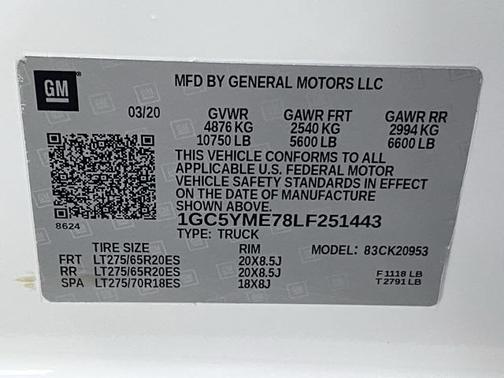 GM
MFD BY GENERAL MOTORS LLC
03/20 GVWR GAWR FRT GAWR RR
4876 KG 2540 KG 2994 KG
10750 LB 5600 LB 6600 LB
THIS VEHICLE CONFORMS TO ALL
APPLICABLE U.S. FEDERAL MOTOR
VEHICLE SAFETY STANDARDS IN EFFECT
ON THE DATE OF MANUFACTURE
SHOWN ABOVE.
8624 1GC5YME78LF251443
TYPE: TRUCK
TIRE SIZE RIM MODEL: 83CK20953
FRT LT275/65R20ES 20X8.5J
RR LT275/65R20ES 20X8.5J F 1118 LB
SPA LT275/70R18ES 18X8J T 2791 LB